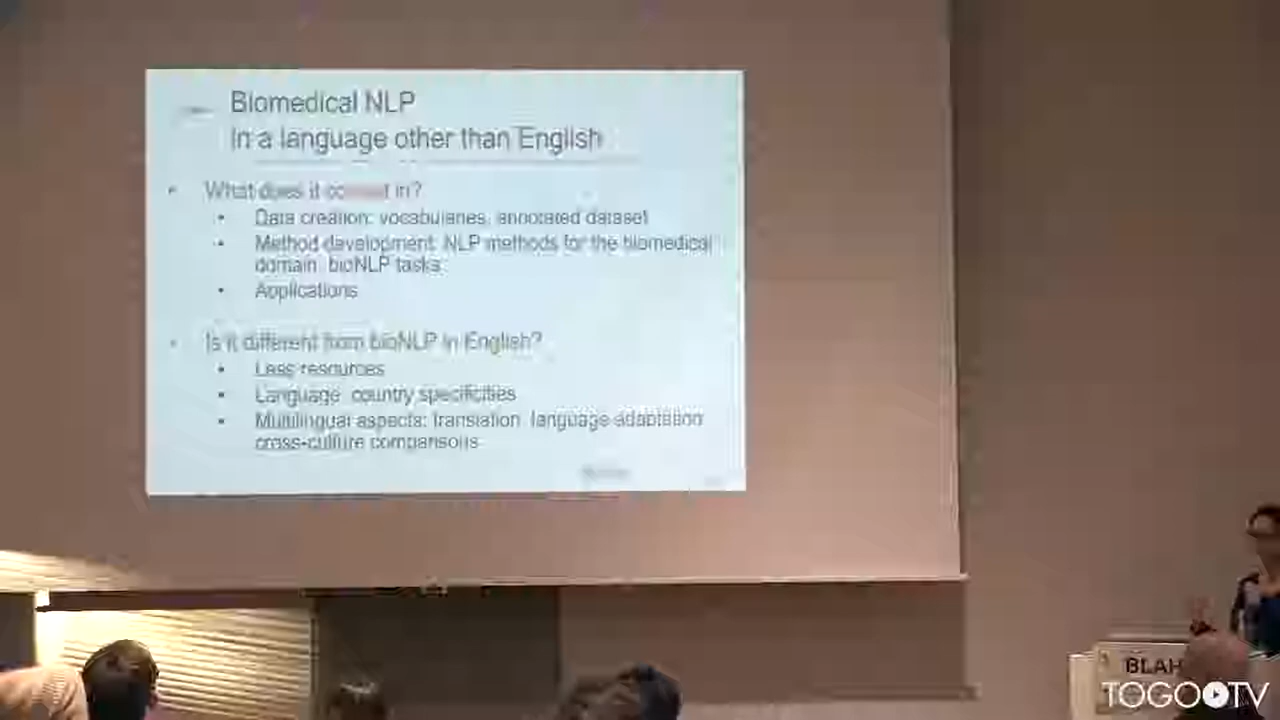 Biomedical NLP
In a language other than English
• What does it consist in?
• Data creation: vocabularies, annotated dataset
• Method development: NLP methods for the biomedical
domain, bioNLP tasks
• Applications
• Is it different from bioNLP in English?
• Less resources
• Language, country specificities
• Multilingual aspects: translation, language adaptation
cross-culture comparisons
BLAH
TOGOTV